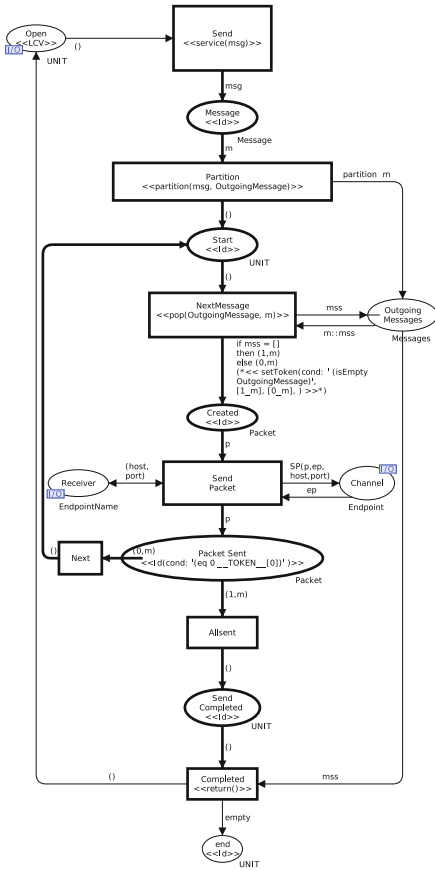 Open
<<LCV>>
I/O
UNIT
()
Send
<<service(msg)>>
msg
Message
<<Id>>
Message
m
Partition
<<partition(msg, OutgoingMessage)>>
partition m
()
Start
<<Id>>
UNIT
()
NextMessage
<<pop(OutgoingMessage, m)>>
mss
m::mss
Outgoing
Messages
Messages
if mss = []
then (1,m)
else (0,m)
(*<< setToken(cond: ' (isEmpty
OutgoingMessage)',
[1_m], [0_m], ) >>*)
Created
<<Id>>
Packet
p
Receiver
I/O
EndpointName
(host,
port)
Send
Packet
SP(p,ep,
host,port)
ep
Channel
I/O
Endpoint
p
()
Next
(0,m)
Packet Sent
<<Id(cond: '(eq 0 __TOKEN__[0])' )>>
Packet
(1,m)
Allsent
()
Send
Completed
<<Id>>
UNIT
()
()
Completed
<<return()>>
mss
empty
end
<<Id>>
UNIT